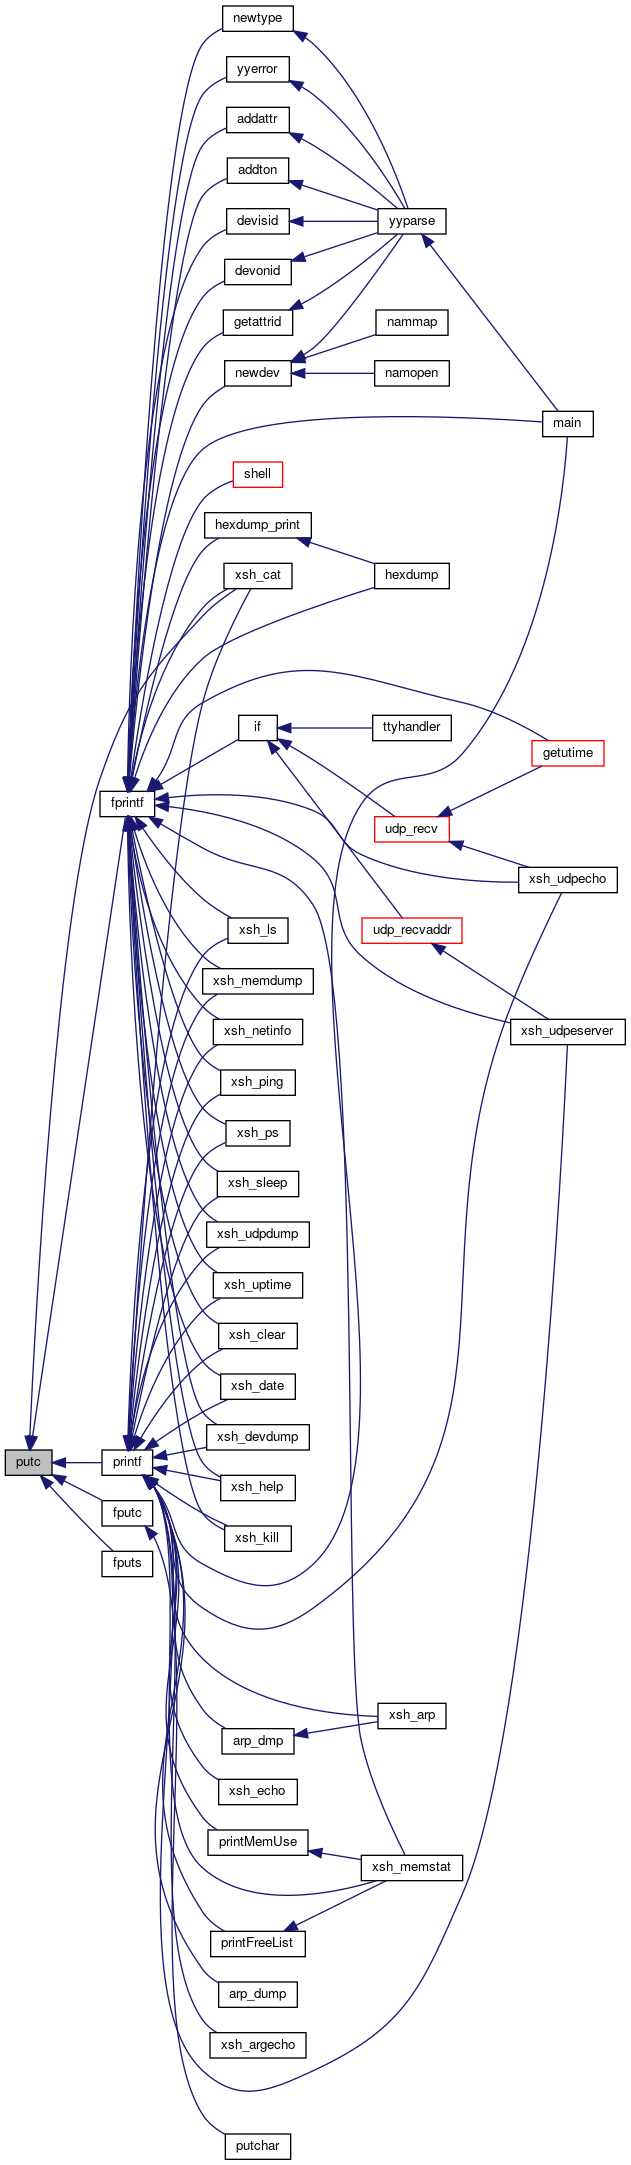 newtype
yyerror
addattr
addton
devisid
yyparse
devonid
getattrid
nammap
newdev
namopen
main
shell
hexdump_print
xsh_cat
hexdump
if
ttyhandler
getutime
fprintf
udp_recv
xsh_udpecho
xsh_ls
udp_recvaddr
xsh_memdump
xsh_netinfo
xsh_udpeserver
xsh_ping
xsh_ps
xsh_sleep
xsh_udpdump
xsh_uptime
xsh_clear
xsh_date
xsh_devdump
putc
printf
xsh_help
fputc
xsh_kill
fputs
xsh_arp
arp_dmp
xsh_echo
printMemUse
xsh_memstat
printFreeList
arp_dump
xsh_argecho
putchar